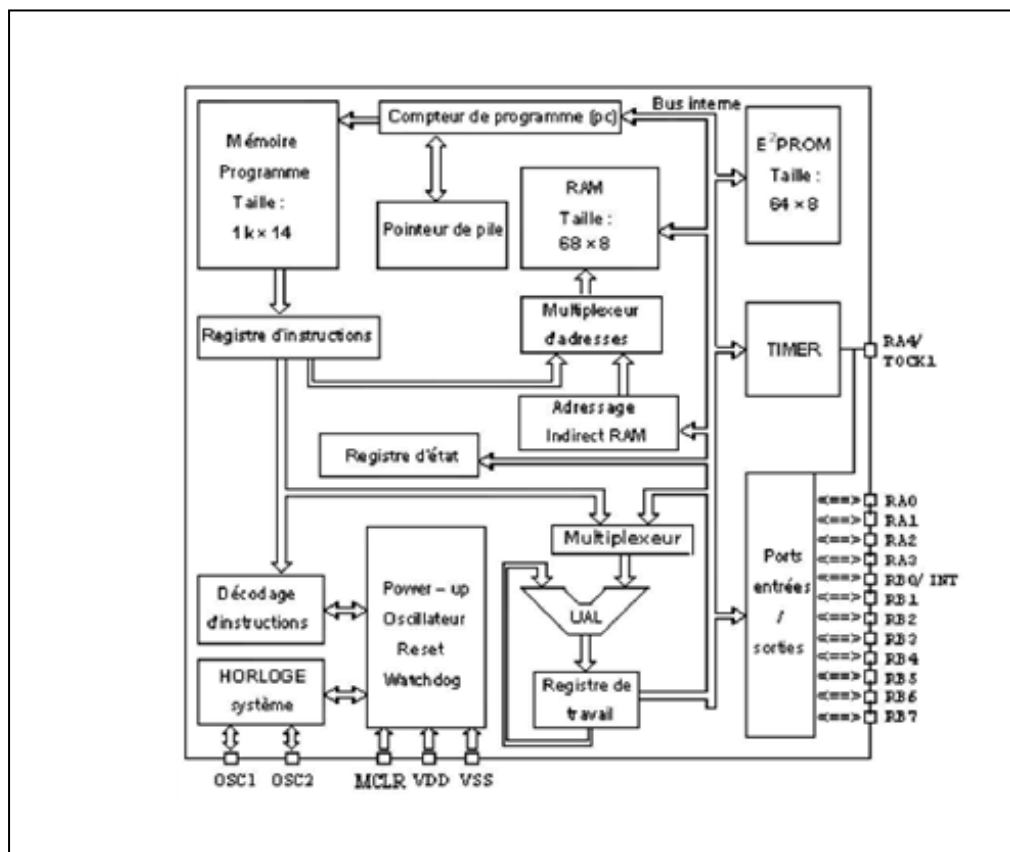 Bus interne
Compteur de programme (pc)
Mémoire
Programme
Taille :
1k × 14
Pointeur de pile
RAM
Taille :
68 × 8
E²PROM
Taille :
64 × 8
Registre d'instructions
Multiplexeur
d'adresses
TIMER
RA4/
TOCK1
Adressage
Indirect RAM
Registre d'état
Multiplexeur
Décodage
d'instructions
Power – up
Oscillateur
Reset
Watchdog
UAL
Registre de
travail
HORLOGE
système
Ports
entrées
/
sorties
<==> RA0
<==> RA1
<==> RA2
<==> RA3
<==> RB0/ INT
<==> RB1
<==> RB2
<==> RB3
<==> RB4
<==> RB5
<==> RB6
<==> RB7
OSC1 OSC2 MCLR VDD VSS